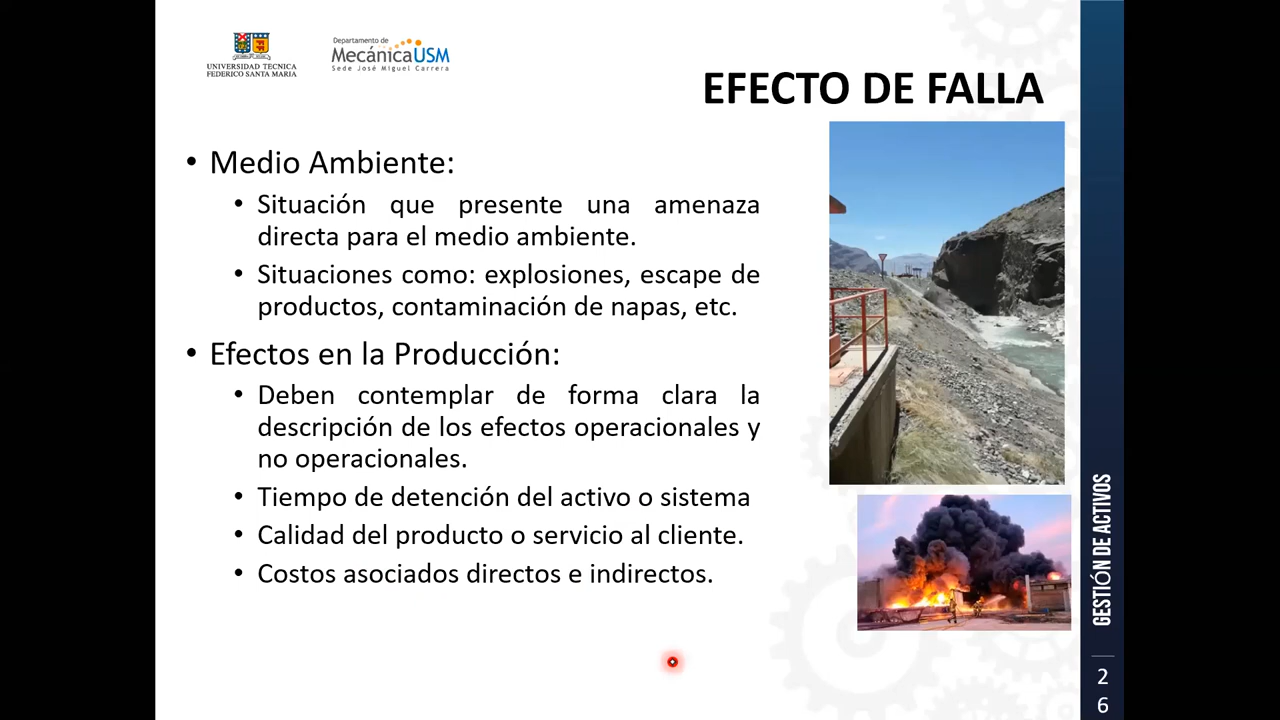 UNIVERSIDAD TECNICA
FEDERICO SANTA MARIA
Departamento de
MecánicaUSM
Sede José Miguel Carrera
EFECTO DE FALLA
• Medio Ambiente:
• Situación que presente una amenaza
directa para el medio ambiente.
• Situaciones como: explosiones, escape de
productos, contaminación de napas, etc.
• Efectos en la Producción:
• Deben contemplar de forma clara la
descripción de los efectos operacionales y
no operacionales.
• Tiempo de detención del activo o sistema
• Calidad del producto o servicio al cliente.
• Costos asociados directos e indirectos.
GESTIÓN DE ACTIVOS
2
6